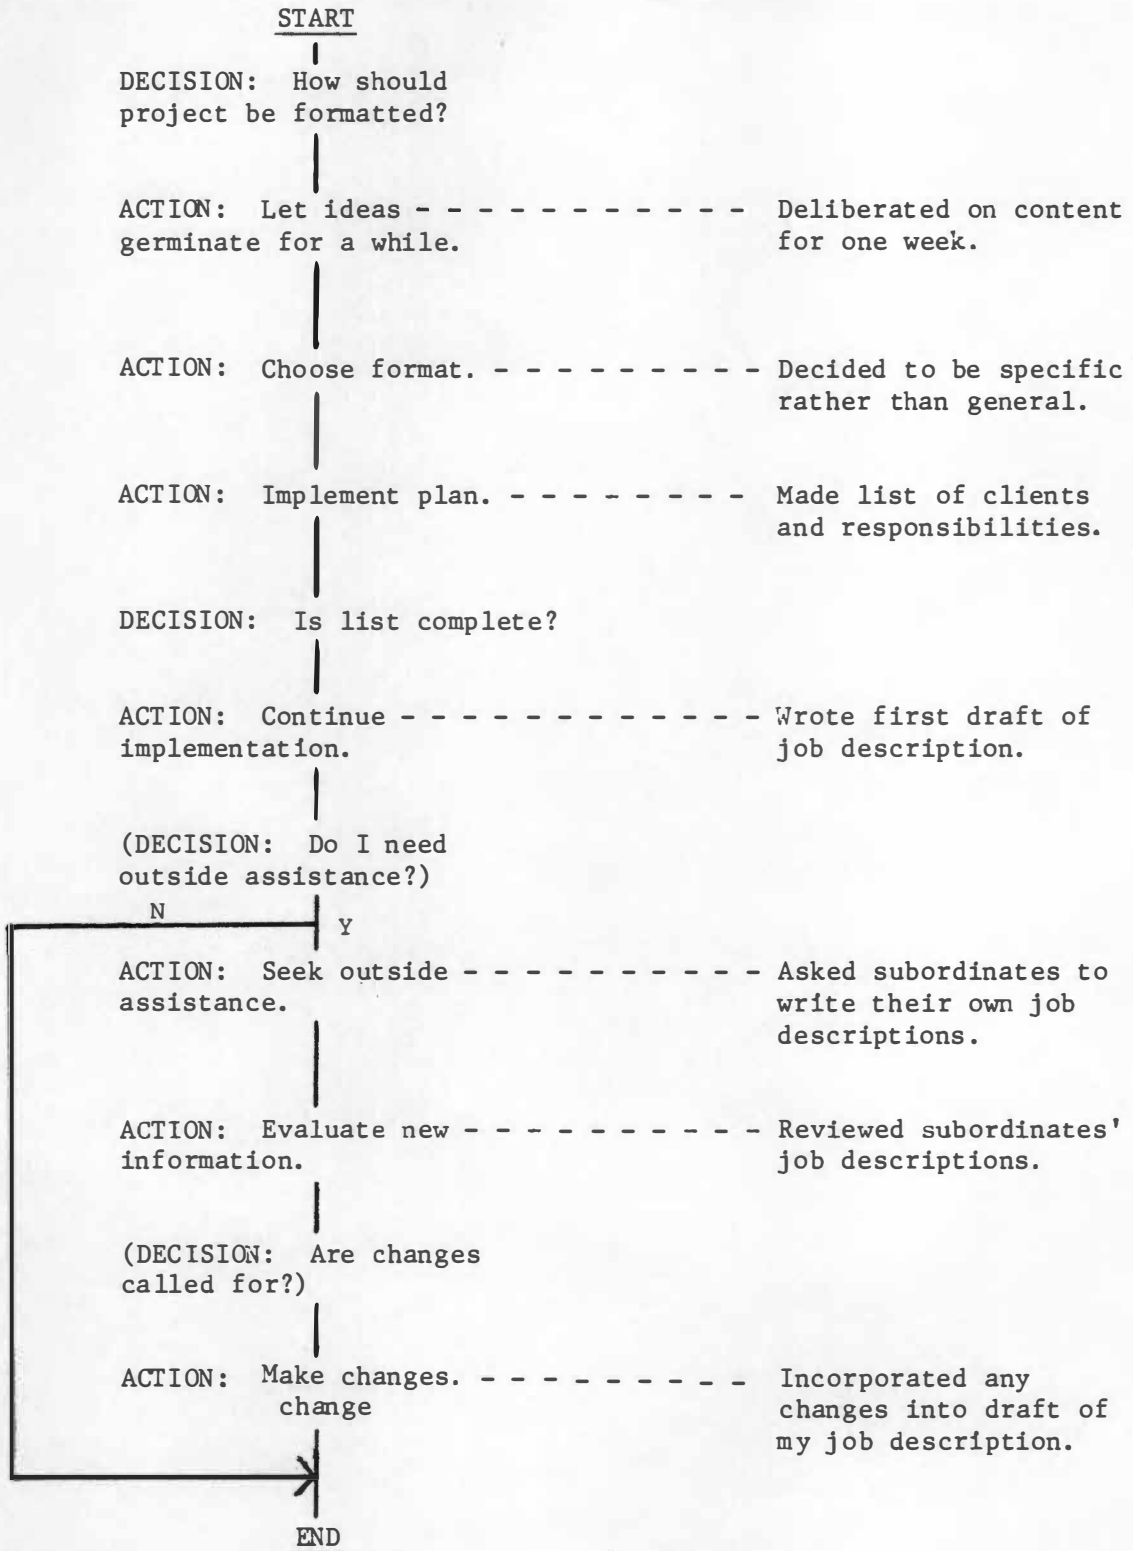 START
DECISION: How should
project be formatted?
ACTION: Let ideas - - - - - - - - - - - - Deliberated on content
germinate for a while. for one week.
ACTION: Choose format. - - - - - - - - - Decided to be specific
rather than general.
ACTION: Implement plan. - - - - - - - - Made list of clients
and responsibilities.
DECISION: Is list complete?
ACTION: Continue - - - - - - - - - - - - Wrote first draft of
implementation. job description.
(DECISION: Do I need
outside assistance?)
N
Y
ACTION: Seek outside - - - - - - - - - - Asked subordinates to
assistance. write their own job
descriptions.
ACTION: Evaluate new - - - - - - - - - - Reviewed subordinates'
information. job descriptions.
(DECISION: Are changes
called for?)
ACTION: Make changes. - - - - - - - - - Incorporated any
change changes into draft of
my job description.
END